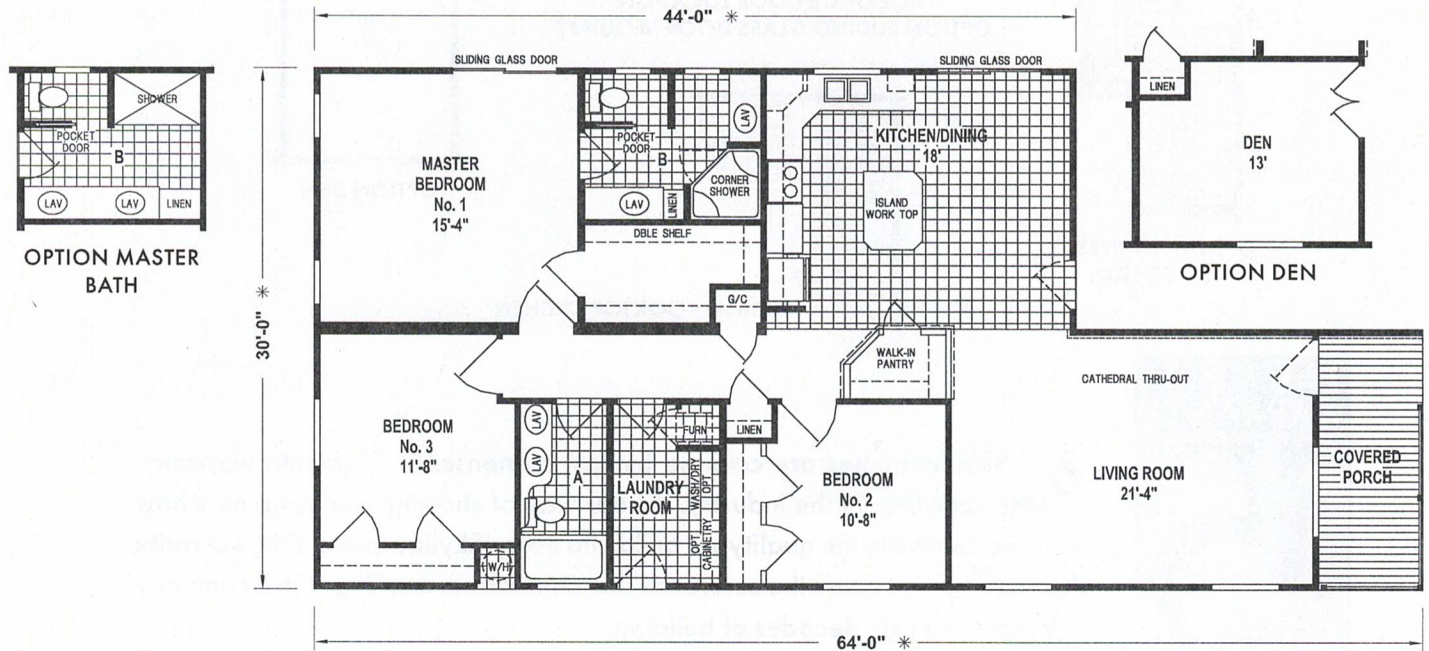 44'-0" *
SLIDING GLASS DOOR
SLIDING GLASS DOOR
SHOWER
POCKET
DOOR
B
LAV
LAV
LINEN
OPTION MASTER
BATH
30'-0" *
MASTER
BEDROOM
No. 1
15'-4"
POCKET
DOOR
B
LAV
LAV
LINEN
CORNER
SHOWER
DBLE SHELF
G/C
KITCHEN/DINING
18'
ISLAND
WORK TOP
LINEN
DEN
13'
OPTION DEN
WALK-IN
PANTRY
CATHEDRAL THRU-OUT
BEDROOM
No. 3
11'-8"
W/H
LAV
LAV
A
FURN
LAUNDRY
ROOM
WASH/DRY
OPT
OPT
CABINETRY
LINEN
BEDROOM
No. 2
10'-8"
LIVING ROOM
21'-4"
COVERED
PORCH
64'-0" *